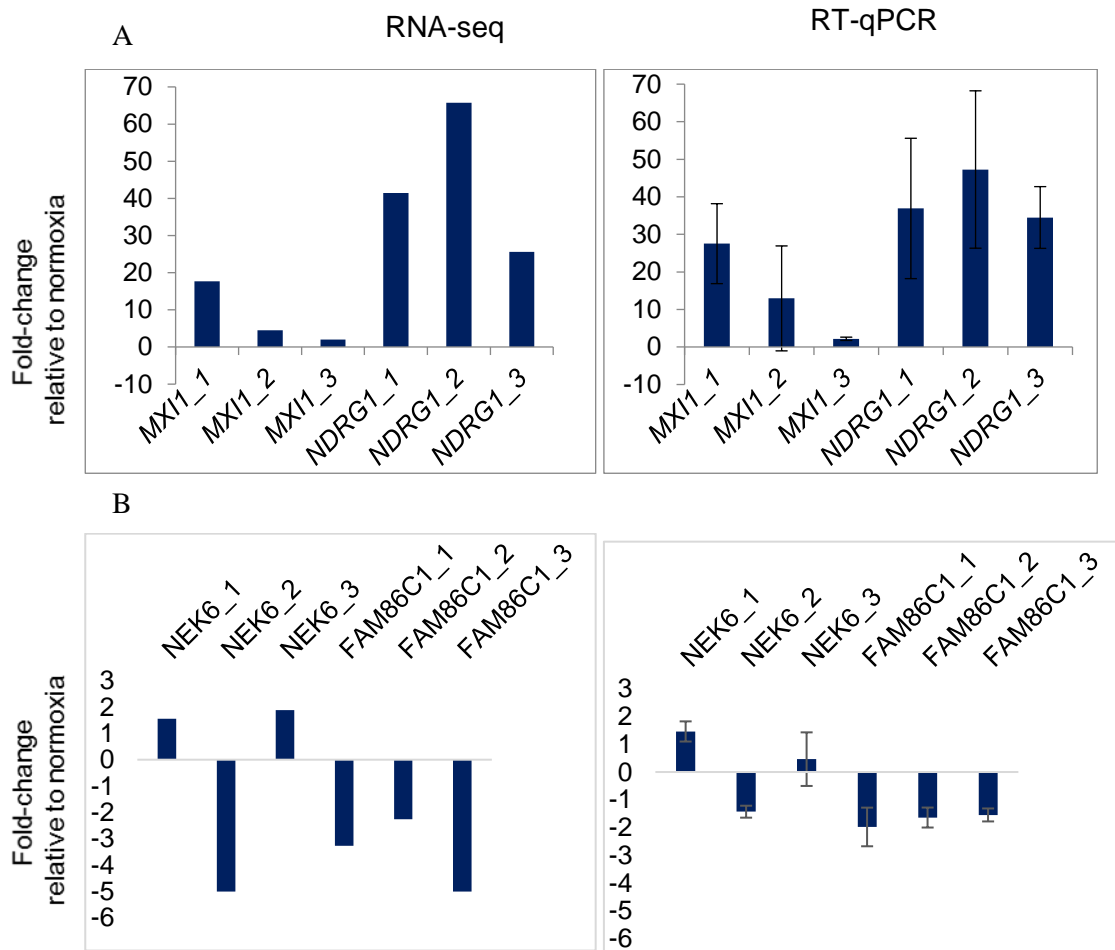 A
RNA-seq
RT-qPCR
Fold-change
relative to normoxia
70
60
50
40
30
20
10
0
-10
MXI1_1
MXI1_2
MXI1_3
NDRG1_1
NDRG1_2
NDRG1_3
70
60
50
40
30
20
10
0
-10
MXI1_1
MXI1_2
MXI1_3
NDRG1_1
NDRG1_2
NDRG1_3
B
Fold-change
relative to normoxia
NEK6_1
NEK6_2
NEK6_3
FAM86C1_1
FAM86C1_2
FAM86C1_3
3
2
1
0
-1
-2
-3
-4
-5
-6
NEK6_1
NEK6_2
NEK6_3
FAM86C1_1
FAM86C1_2
FAM86C1_3
3
2
1
0
-1
-2
-3
-4
-5
-6